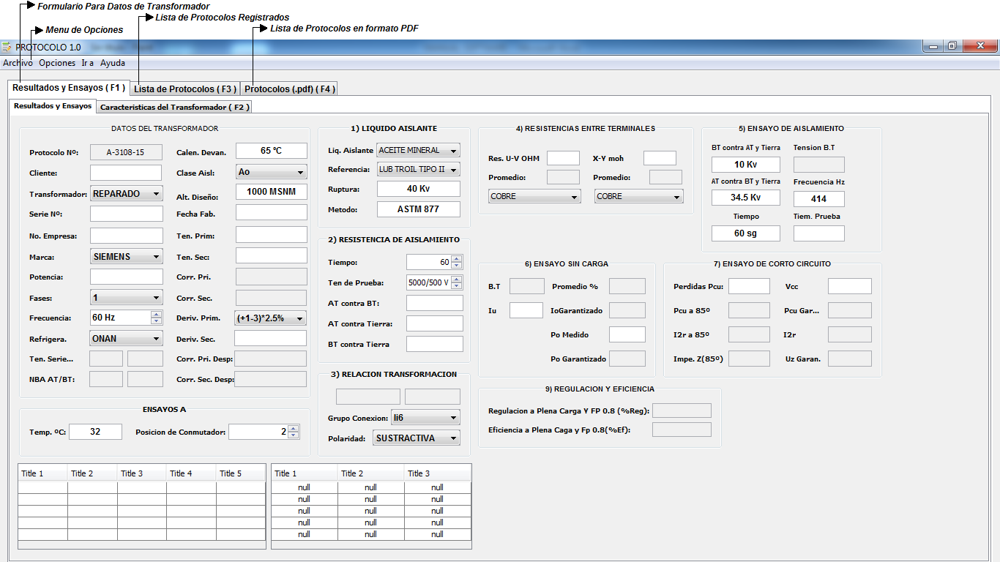 Formulario Para Datos de Transformador
Lista de Protocolos Registrados
Menu de Opciones
Lista de Protocolos en formato PDF
PROTOCOLO 1.0
Archivo Opciones Ir a Ayuda
Resultados y Ensayos ( F1 ) Lista de Protocolos ( F3 ) Protocolos (.pdf) ( F4 )
Resultados y Ensayos Caracteristicas del Transformador ( F2 )
DATOS DEL TRANSFORMADOR
Protocolo Nº: A-3108-15 Calen. Devan. 65 ºC
Cliente: Clase Aisl: Ao
Transformador: REPARADO Alt. Diseño: 1000 MSNM
Serie Nº: Fecha Fab.
No. Empresa: Ten. Prim:
Marca: SIEMENS Ten. Sec:
Potencia: Corr. Pri.
Fases: 1 Corr. Sec.
Frecuencia: 60 Hz Deriv. Prim. (+1-3)*2.5%
Refrigera. ONAN Deriv. Sec.
Ten. Serie... Corr. Pri Desp:
NBA AT/BT: Corr. Sec. Desp:
ENSAYOS A
Temp. ºC: 32 Posicion de Conmutador: 2
1) LIQUIDO AISLANTE
Liq. Aislante ACEITE MINERAL
Referencia: LUB TROIL TIPO II
Ruptura: 40 Kv
Metodo: ASTM 877
2) RESISTENCIA DE AISLAMIENTO
Tiempo: 60
Ten de Prueba: 5000/500 V
AT contra BT:
AT contra Tierra:
BT contra Tierra
3) RELACION TRANSFORMACION
Grupo Conexion: Ii6
Polaridad: SUSTRACTIVA
4) RESISTENCIAS ENTRE TERMINALES
Res. U-V OHM X-Y moh
Promedio: Promedio:
COBRE COBRE
5) ENSAYO DE AISLAMIENTO
BT contra AT y Tierra Tension B.T
10 Kv
AT contra BT y Tierra Frecuencia Hz
34.5 Kv 414
Tiempo Tiem. Prueba
60 sg
6) ENSAYO SIN CARGA
B.T Promedio %
Iu IoGarantizado
Po Medido
Po Garantizado
7) ENSAYO DE CORTO CIRCUITO
Perdidas Pcu: Vcc
Pcu a 85º Pcu Gar...
I2r a 85º I2r
Impe. Z(85º) Uz Garan.
9) REGULACION Y EFICIENCIA
Regulacion a Plena Carga Y FP 0.8 (%Reg):
Eficiencia a Plena Caga y Fp 0.8(%Ef):
Title 1 Title 2 Title 3 Title 4 Title 5
Title 1 Title 2 Title 3
null null null
null null null
null null null
null null null
null null null